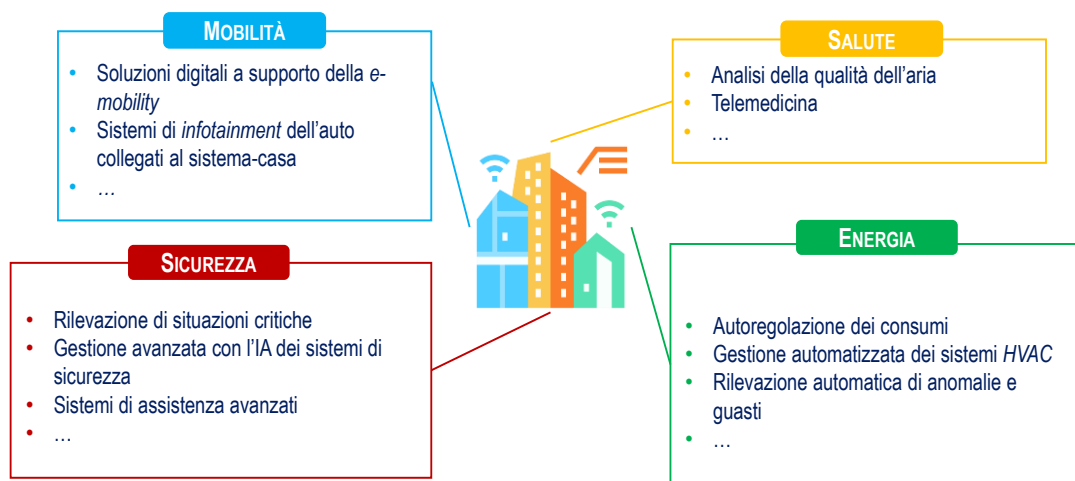 MOBILITÀ
• Soluzioni digitali a supporto della e-
mobility
• Sistemi di infotainment dell'auto
collegati al sistema-casa
• …
SALUTE
• Analisi della qualità dell'aria
• Telemedicina
• …
SICUREZZA
• Rilevazione di situazioni critiche
• Gestione avanzata con l'IA dei sistemi di
sicurezza
• Sistemi di assistenza avanzati
• …
ENERGIA
• Autoregolazione dei consumi
• Gestione automatizzata dei sistemi HVAC
• Rilevazione automatica di anomalie e
guasti
• …